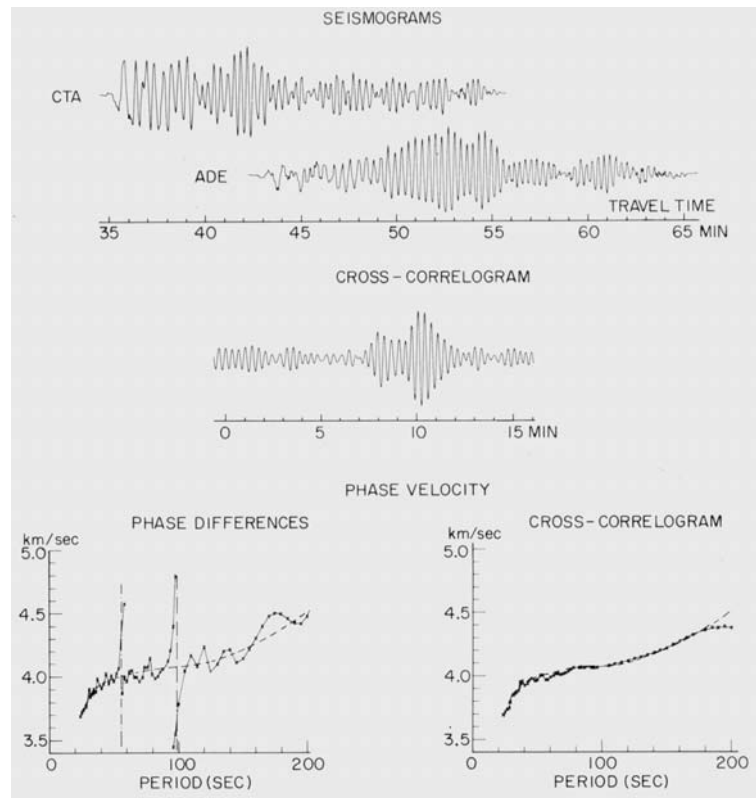 SEISMOGRAMS
CTA
ADE
TRAVEL TIME
35 40 45 50 55 60 65 MIN
CROSS-CORRELOGRAM
0 5 10 15 MIN
PHASE VELOCITY
PHASE DIFFERENCES
km/sec
5.0
4.5
4.0
3.5
0 100 200
PERIOD (SEC)
CROSS-CORRELOGRAM
km/sec
5.0
4.5
4.0
3.5
0 100 200
PERIOD (SEC)